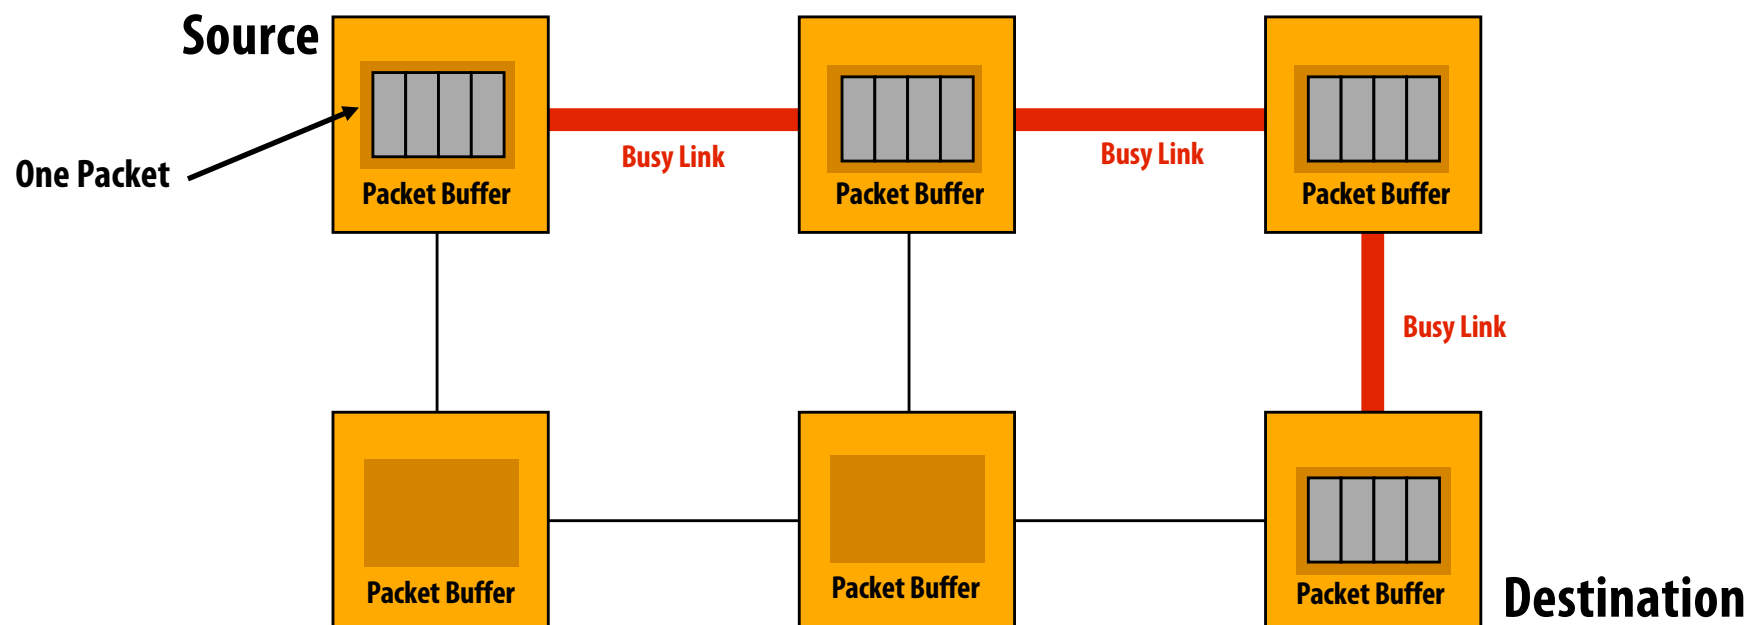 Source
One Packet
Packet Buffer
Busy Link
Packet Buffer
Busy Link
Packet Buffer
Busy Link
Packet Buffer
Packet Buffer
Packet Buffer
Destination